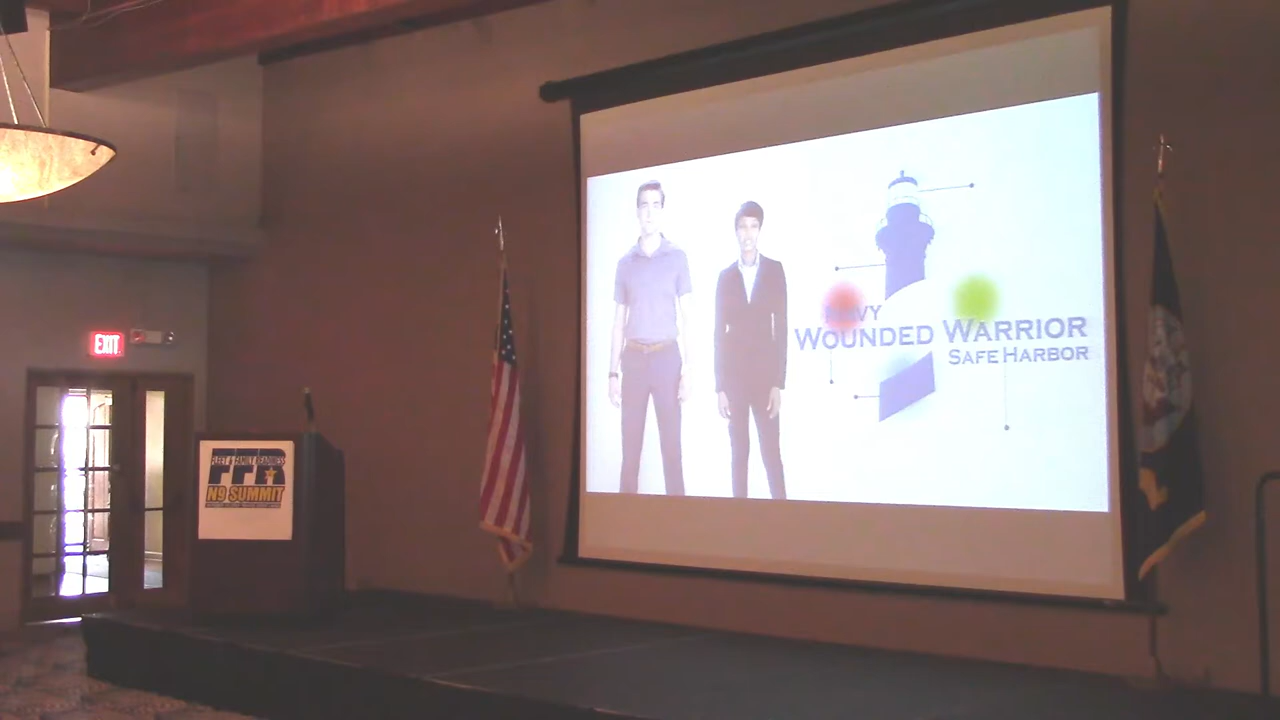 EXIT
FLEET & FAMILY READINESS
FFR
N9 SUMMIT
NAVY
WOUNDED WARRIOR
SAFE HARBOR